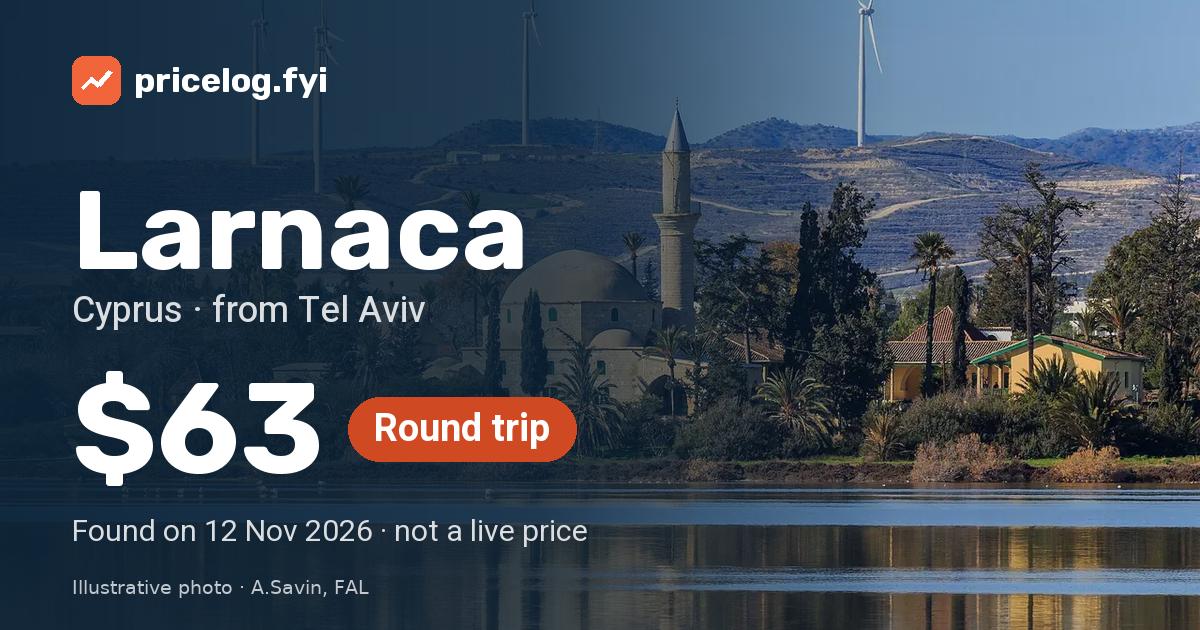 pricelog.fyi
Larnaca
Cyprus · from Tel Aviv
$63
Round trip
Found on 12 Nov 2026 · not a live price
Illustrative photo · A.Savin, FAL